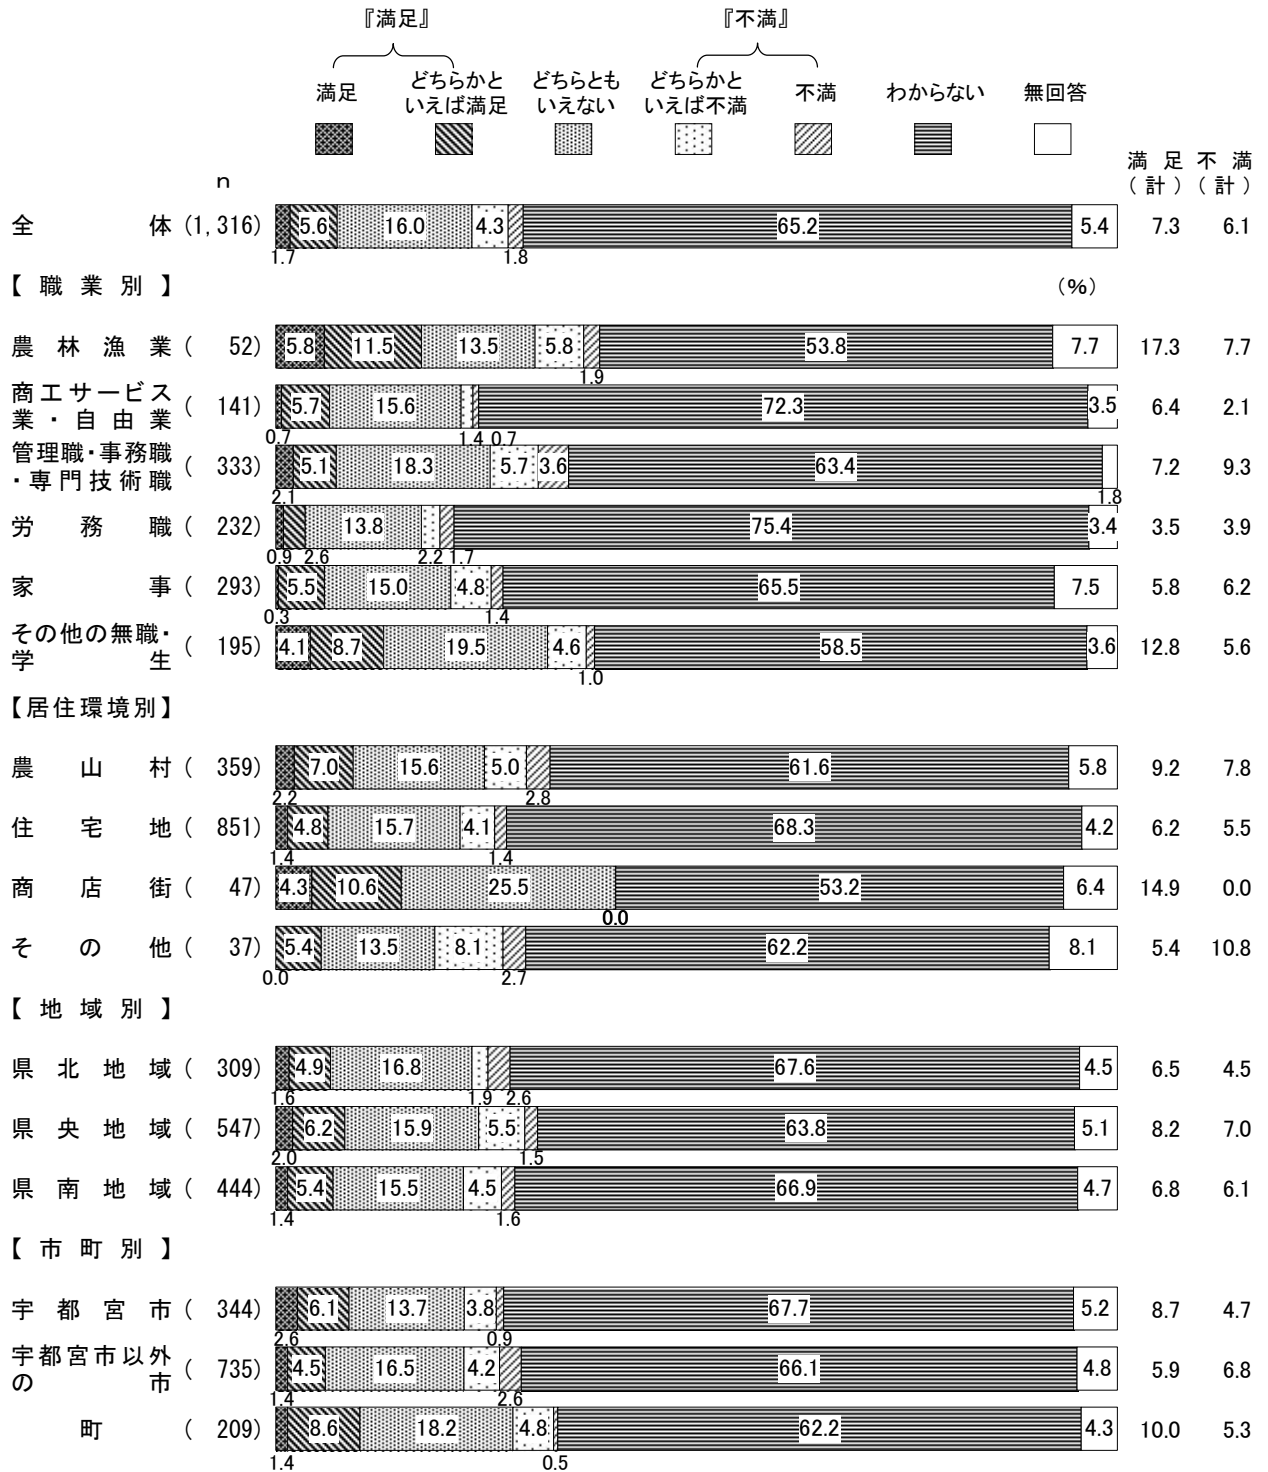 『満足』 『不満』
満足 どちらかと どちらとも どちらかと 不満 わからない 無回答
いえば満足 いえない いえば不満
満 足 不 満
n (計) (計)
全 体 (1,316) 5.6 16.0 4.3 65.2 5.4 7.3 6.1
1.7 1.8
【 職 業 別 】 (%)
農 林 漁 業 ( 52) 5.8 11.5 13.5 5.8 53.8 7.7 17.3 7.7
1.9
商工サービス
業・自由業 ( 141) 5.7 15.6 72.3 3.5 6.4 2.1
0.7 1.4 0.7
管理職・事務職
・専門技術職 ( 333) 5.1 18.3 5.7 3.6 63.4 7.2 9.3
2.1 1.8
労 務 職 ( 232) 13.8 75.4 3.4 3.5 3.9
0.9 2.6 2.2 1.7
家 事 ( 293) 5.5 15.0 4.8 65.5 7.5 5.8 6.2
0.3 1.4
その他の無職・
学 生 ( 195) 4.1 8.7 19.5 4.6 58.5 3.6 12.8 5.6
1.0
【居住環境別】
農 山 村 ( 359) 7.0 15.6 5.0 61.6 5.8 9.2 7.8
2.2 2.8
住 宅 地 ( 851) 4.8 15.7 4.1 68.3 4.2 6.2 5.5
1.4 1.4
商 店 街 ( 47) 4.3 10.6 25.5 53.2 6.4 14.9 0.0
0.0
そ の 他 ( 37) 5.4 13.5 8.1 62.2 8.1 5.4 10.8
0.0 2.7
【 地 域 別 】
県 北 地 域 ( 309) 4.9 16.8 67.6 4.5 6.5 4.5
1.6 1.9 2.6
県 央 地 域 ( 547) 6.2 15.9 5.5 63.8 5.1 8.2 7.0
2.0 1.5
県 南 地 域 ( 444) 5.4 15.5 4.5 66.9 4.7 6.8 6.1
1.4 1.6
【 市 町 別 】
宇 都 宮 市 ( 344) 6.1 13.7 3.8 67.7 5.2 8.7 4.7
2.6 0.9
宇都宮市以外
の 市 ( 735) 4.5 16.5 4.2 66.1 4.8 5.9 6.8
1.4 2.6
町 ( 209) 8.6 18.2 4.8 62.2 4.3 10.0 5.3
1.4 0.5